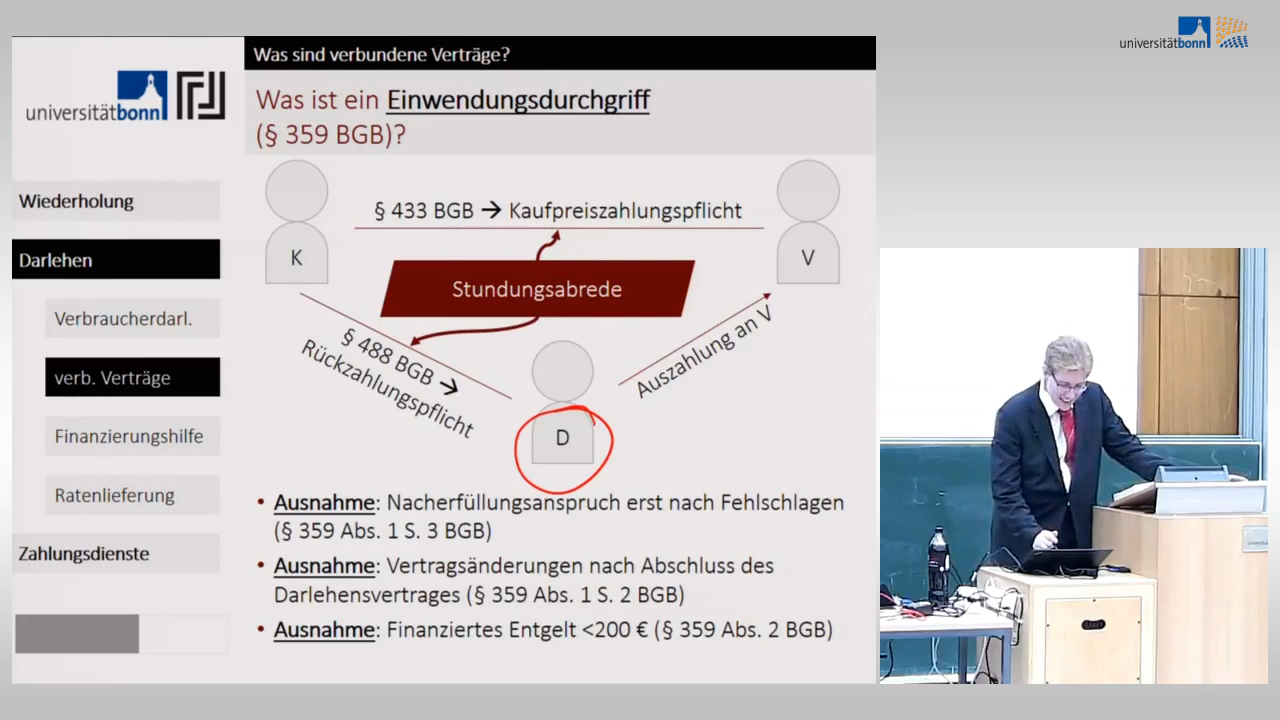 universitätbonn
Was sind verbundene Verträge?
universitätbonn
Was ist ein Einwendungsdurchgriff
(§ 359 BGB)?
Wiederholung
Darlehen
Verbraucherdarl.
verb. Verträge
Finanzierungshilfe
Ratenlieferung
Zahlungsdienste
§ 433 BGB → Kaufpreiszahlungspflicht
K
V
Stundungsabrede
§ 488 BGB →
Rückzahlungspflicht
Auszahlung an V
D
• Ausnahme: Nacherfüllungsanspruch erst nach Fehlschlagen
(§ 359 Abs. 1 S. 3 BGB)
• Ausnahme: Vertragsänderungen nach Abschluss des
Darlehensvertrages (§ 359 Abs. 1 S. 2 BGB)
• Ausnahme: Finanziertes Entgelt <200 € (§ 359 Abs. 2 BGB)